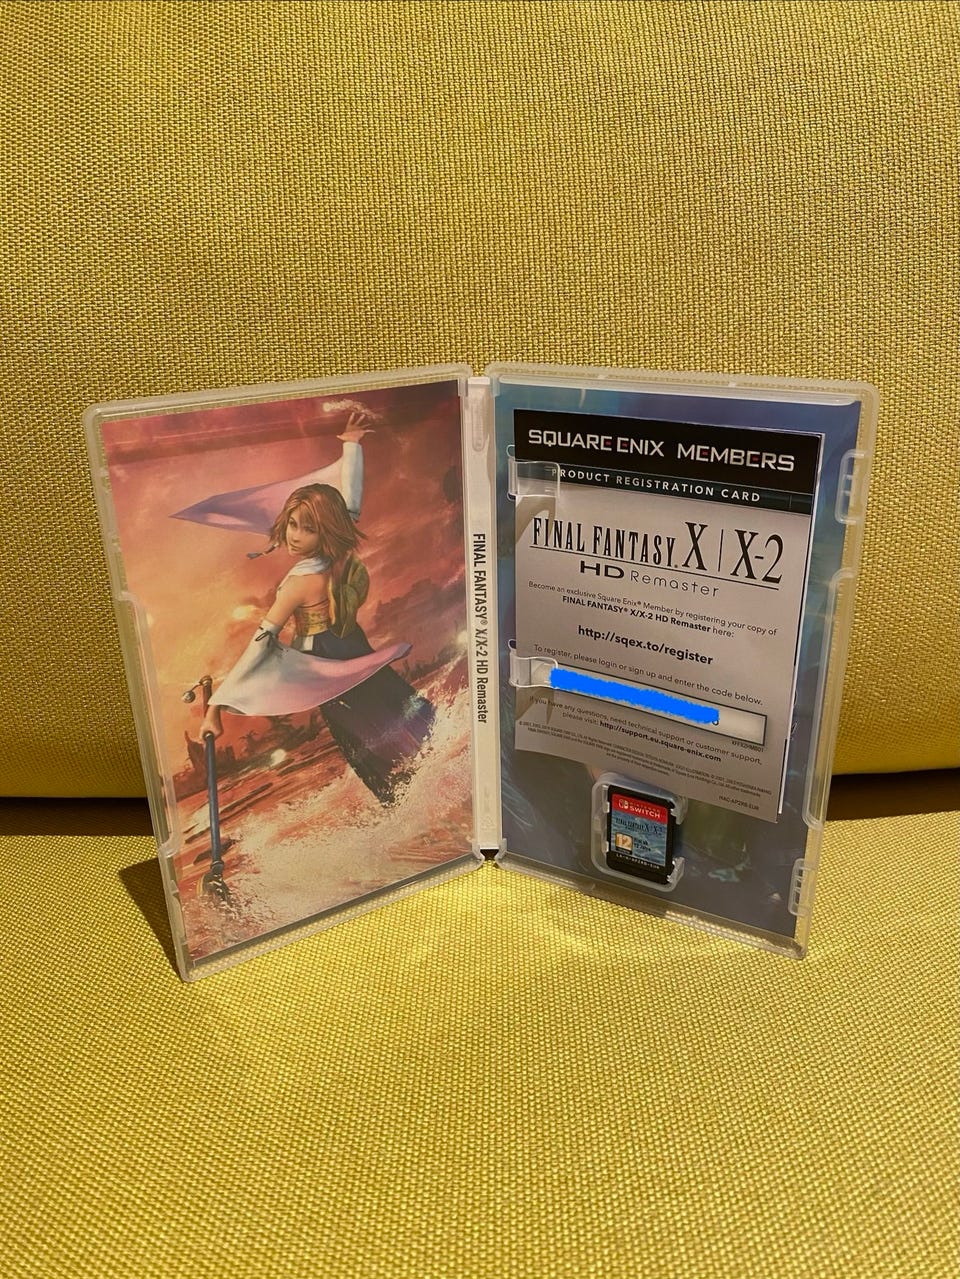 FINAL FANTASY® X/X-2 HD Remaster
SQUARE ENIX MEMBERS
PRODUCT REGISTRATION CARD
FINAL FANTASY® X | X-2
HD Remaster
Become an exclusive Square Enix® Member by registering your copy of
FINAL FANTASY® X/X-2 HD Remaster here:
http://sqex.to/register
To register, please login or sign up and enter the code below.
If you have any questions, need technical support or customer support,
please visit: http://support.eu.square-enix.com
NINTENDO
SWITCH
FINAL FANTASY X | X-2